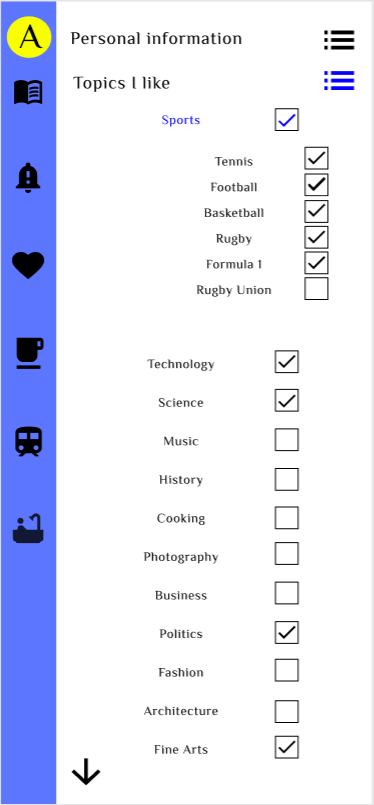 A
Personal information
Topics I like
Sports
Tennis
Football
Basketball
Rugby
Formula 1
Rugby Union
Technology
Science
Music
History
Cooking
Photography
Business
Politics
Fashion
Architecture
Fine Arts